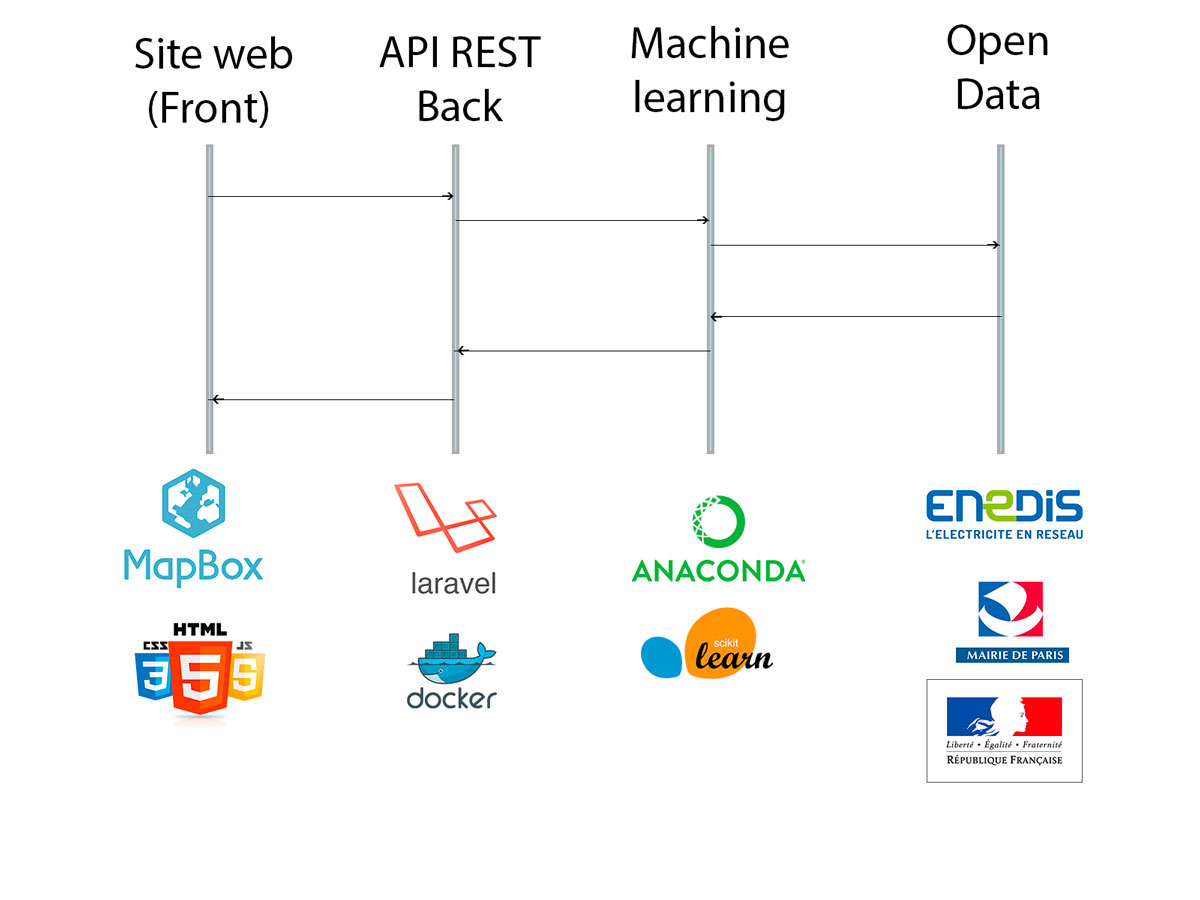 Site web
(Front)
API REST
Back
Machine
learning
Open
Data
MapBox
HTML
CSS
JS
3
5
5
laravel
docker
ANACONDA
scikit
learn
ENEDIS
L'ELECTRICITE EN RESEAU
MAIRIE DE PARIS
Liberté • Égalité • Fraternité
RÉPUBLIQUE FRANÇAISE